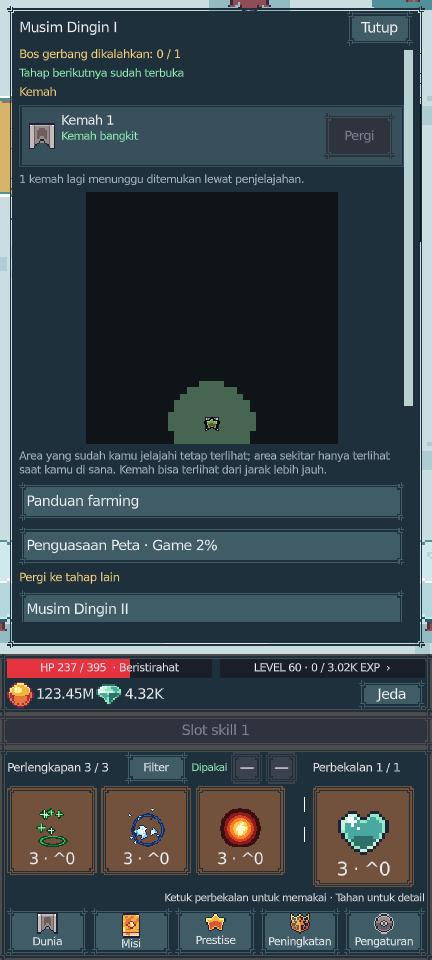 Musim Dingin I
Tutup
Bos gerbang dikalahkan: 0 / 1
Tahap berikutnya sudah terbuka
Kemah
Kemah 1
Kemah bangkit
Pergi
1 kemah lagi menunggu ditemukan lewat penjelajahan.
Area yang sudah kamu jelajahi tetap terlihat; area sekitar hanya terlihat
saat kamu di sana. Kemah bisa terlihat dari jarak lebih jauh.
Panduan farming
Penguasaan Peta · Game 2%
Pergi ke tahap lain
Musim Dingin II
HP 237 / 395 · Beristirahat
LEVEL 60 · 0 / 3.02K EXP ›
123.45M
4.32K
Jeda
Slot skill 1
Perlengkapan 3 / 3
Filter
Dipakai
—
—
Perbekalan 1 / 1
3 · ^0
3 · ^0
3 · ^0
3 · ^0
Ketuk perbekalan untuk memakai · Tahan untuk detail
Dunia
Misi
Prestise
Peningkatan
Pengaturan